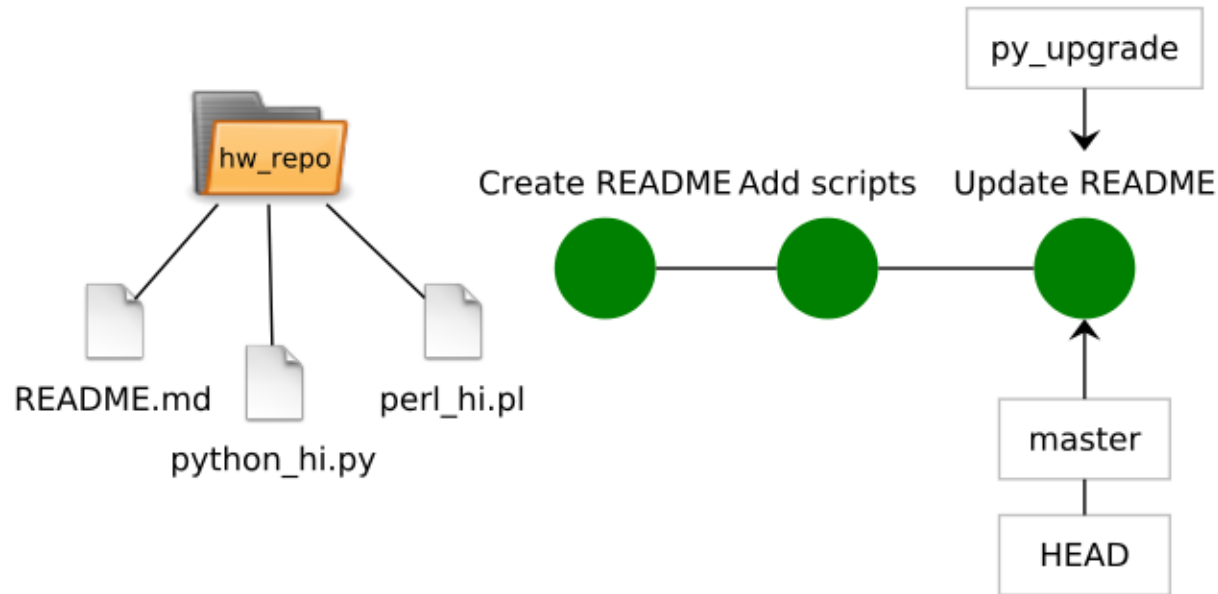 py_upgrade
hw_repo
Create README
Add scripts
Update README
README.md
perl_hi.pl
python_hi.py
master
HEAD